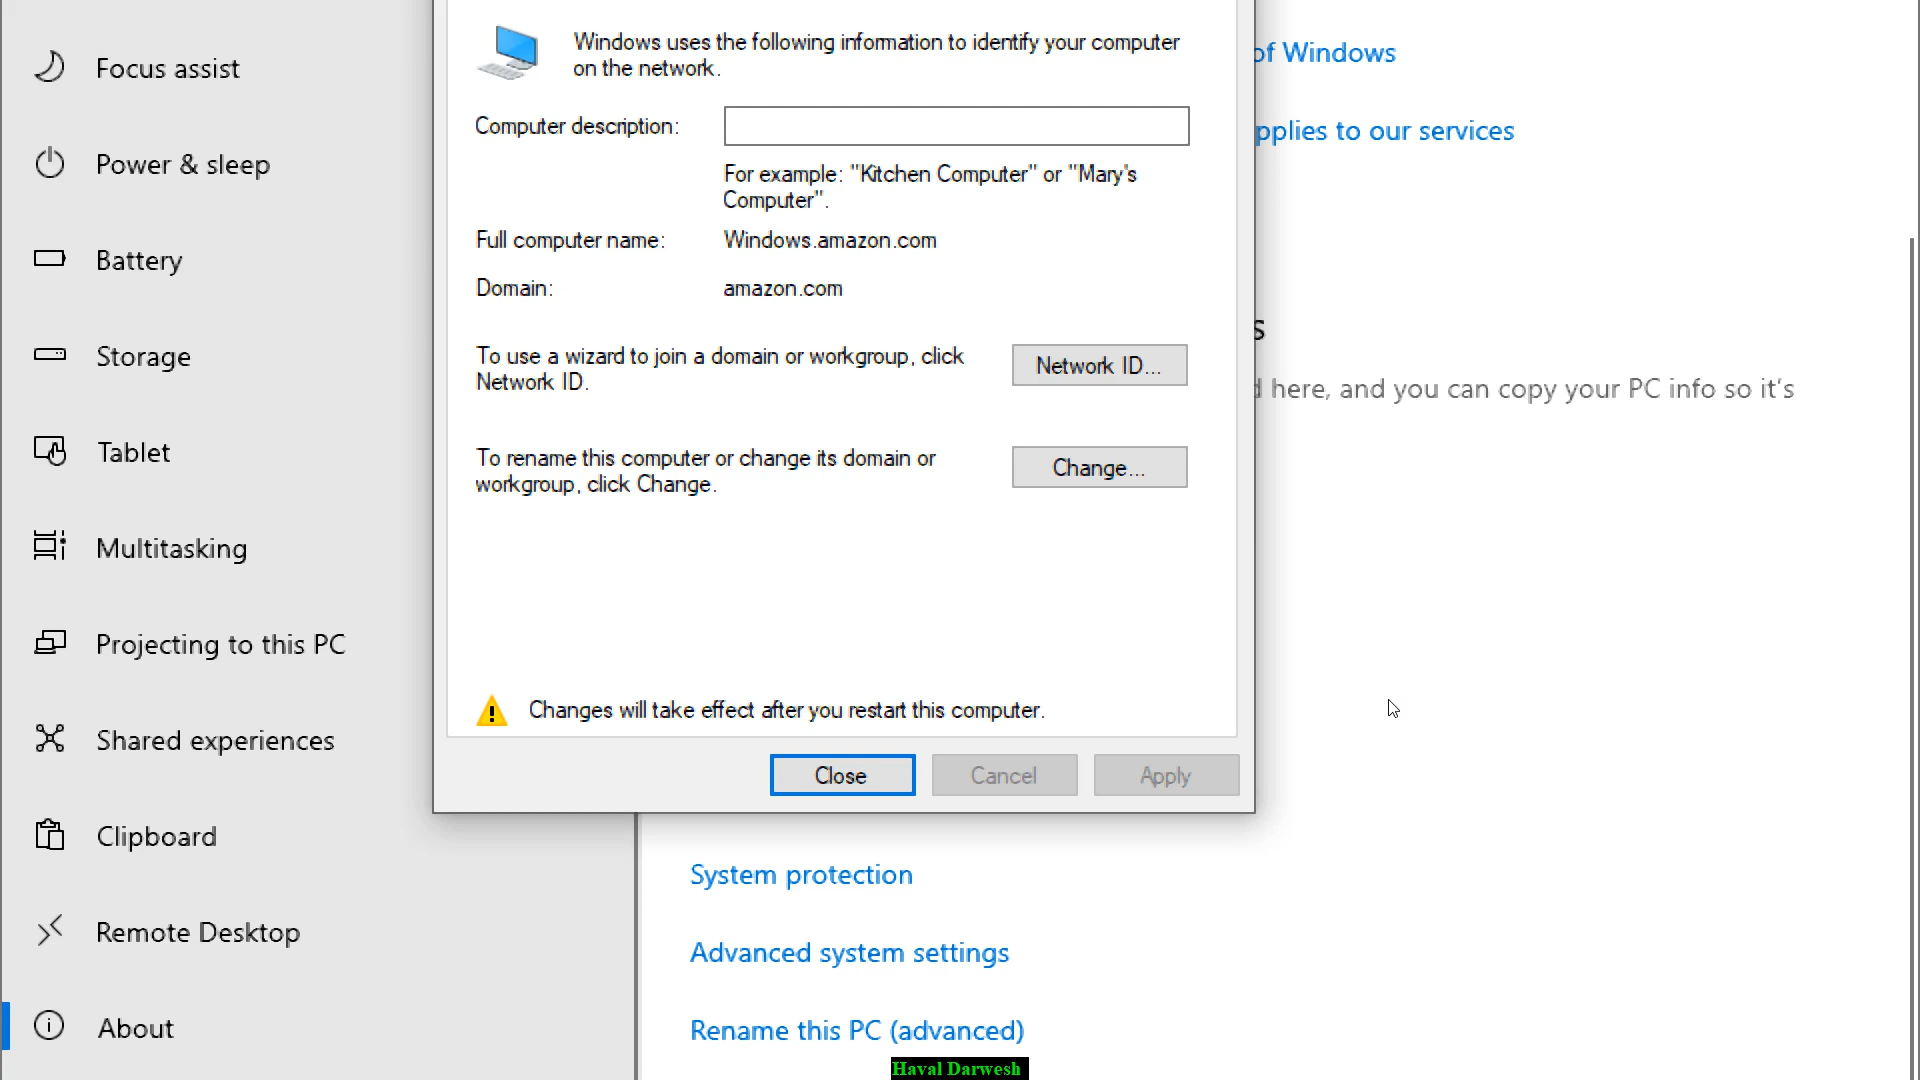 Focus assist
Power & sleep
Battery
Storage
Tablet
Multitasking
Projecting to this PC
Shared experiences
Clipboard
Remote Desktop
About
Windows uses the following information to identify your computer
on the network.
Computer description:
For example: "Kitchen Computer" or "Mary's
Computer".
Full computer name: Windows.amazon.com
Domain: amazon.com
To use a wizard to join a domain or workgroup, click
Network ID.
Network ID...
To rename this computer or change its domain or
workgroup, click Change.
Change...
Changes will take effect after you restart this computer.
Close Cancel Apply
of Windows
applies to our services
here, and you can copy your PC info so it's
System protection
Advanced system settings
Rename this PC (advanced)
Haval Darwesh